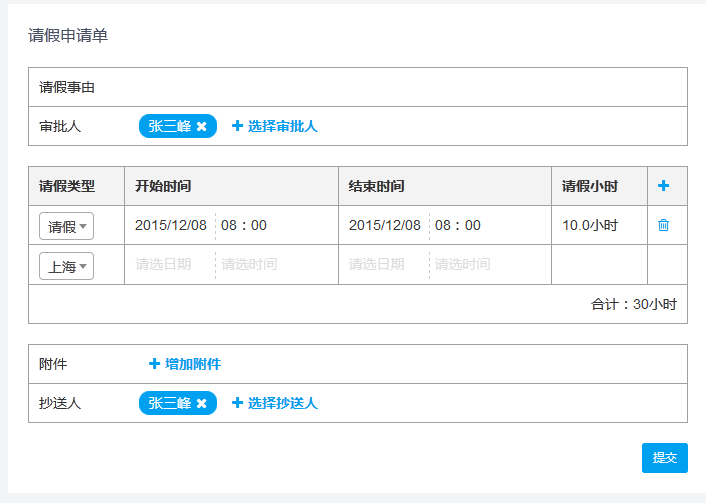 请假申请单
请假事由
审批人 张三峰 ✖ ✚ 选择审批人
请假类型 开始时间 结束时间 请假小时 ✚
请假 2015/12/08 08：00 2015/12/08 08：00 10.0小时
上海 请选日期 请选时间 请选日期 请选时间
合计：30小时
附件 ✚ 增加附件
抄送人 张三峰 ✖ ✚ 选择抄送人
提交